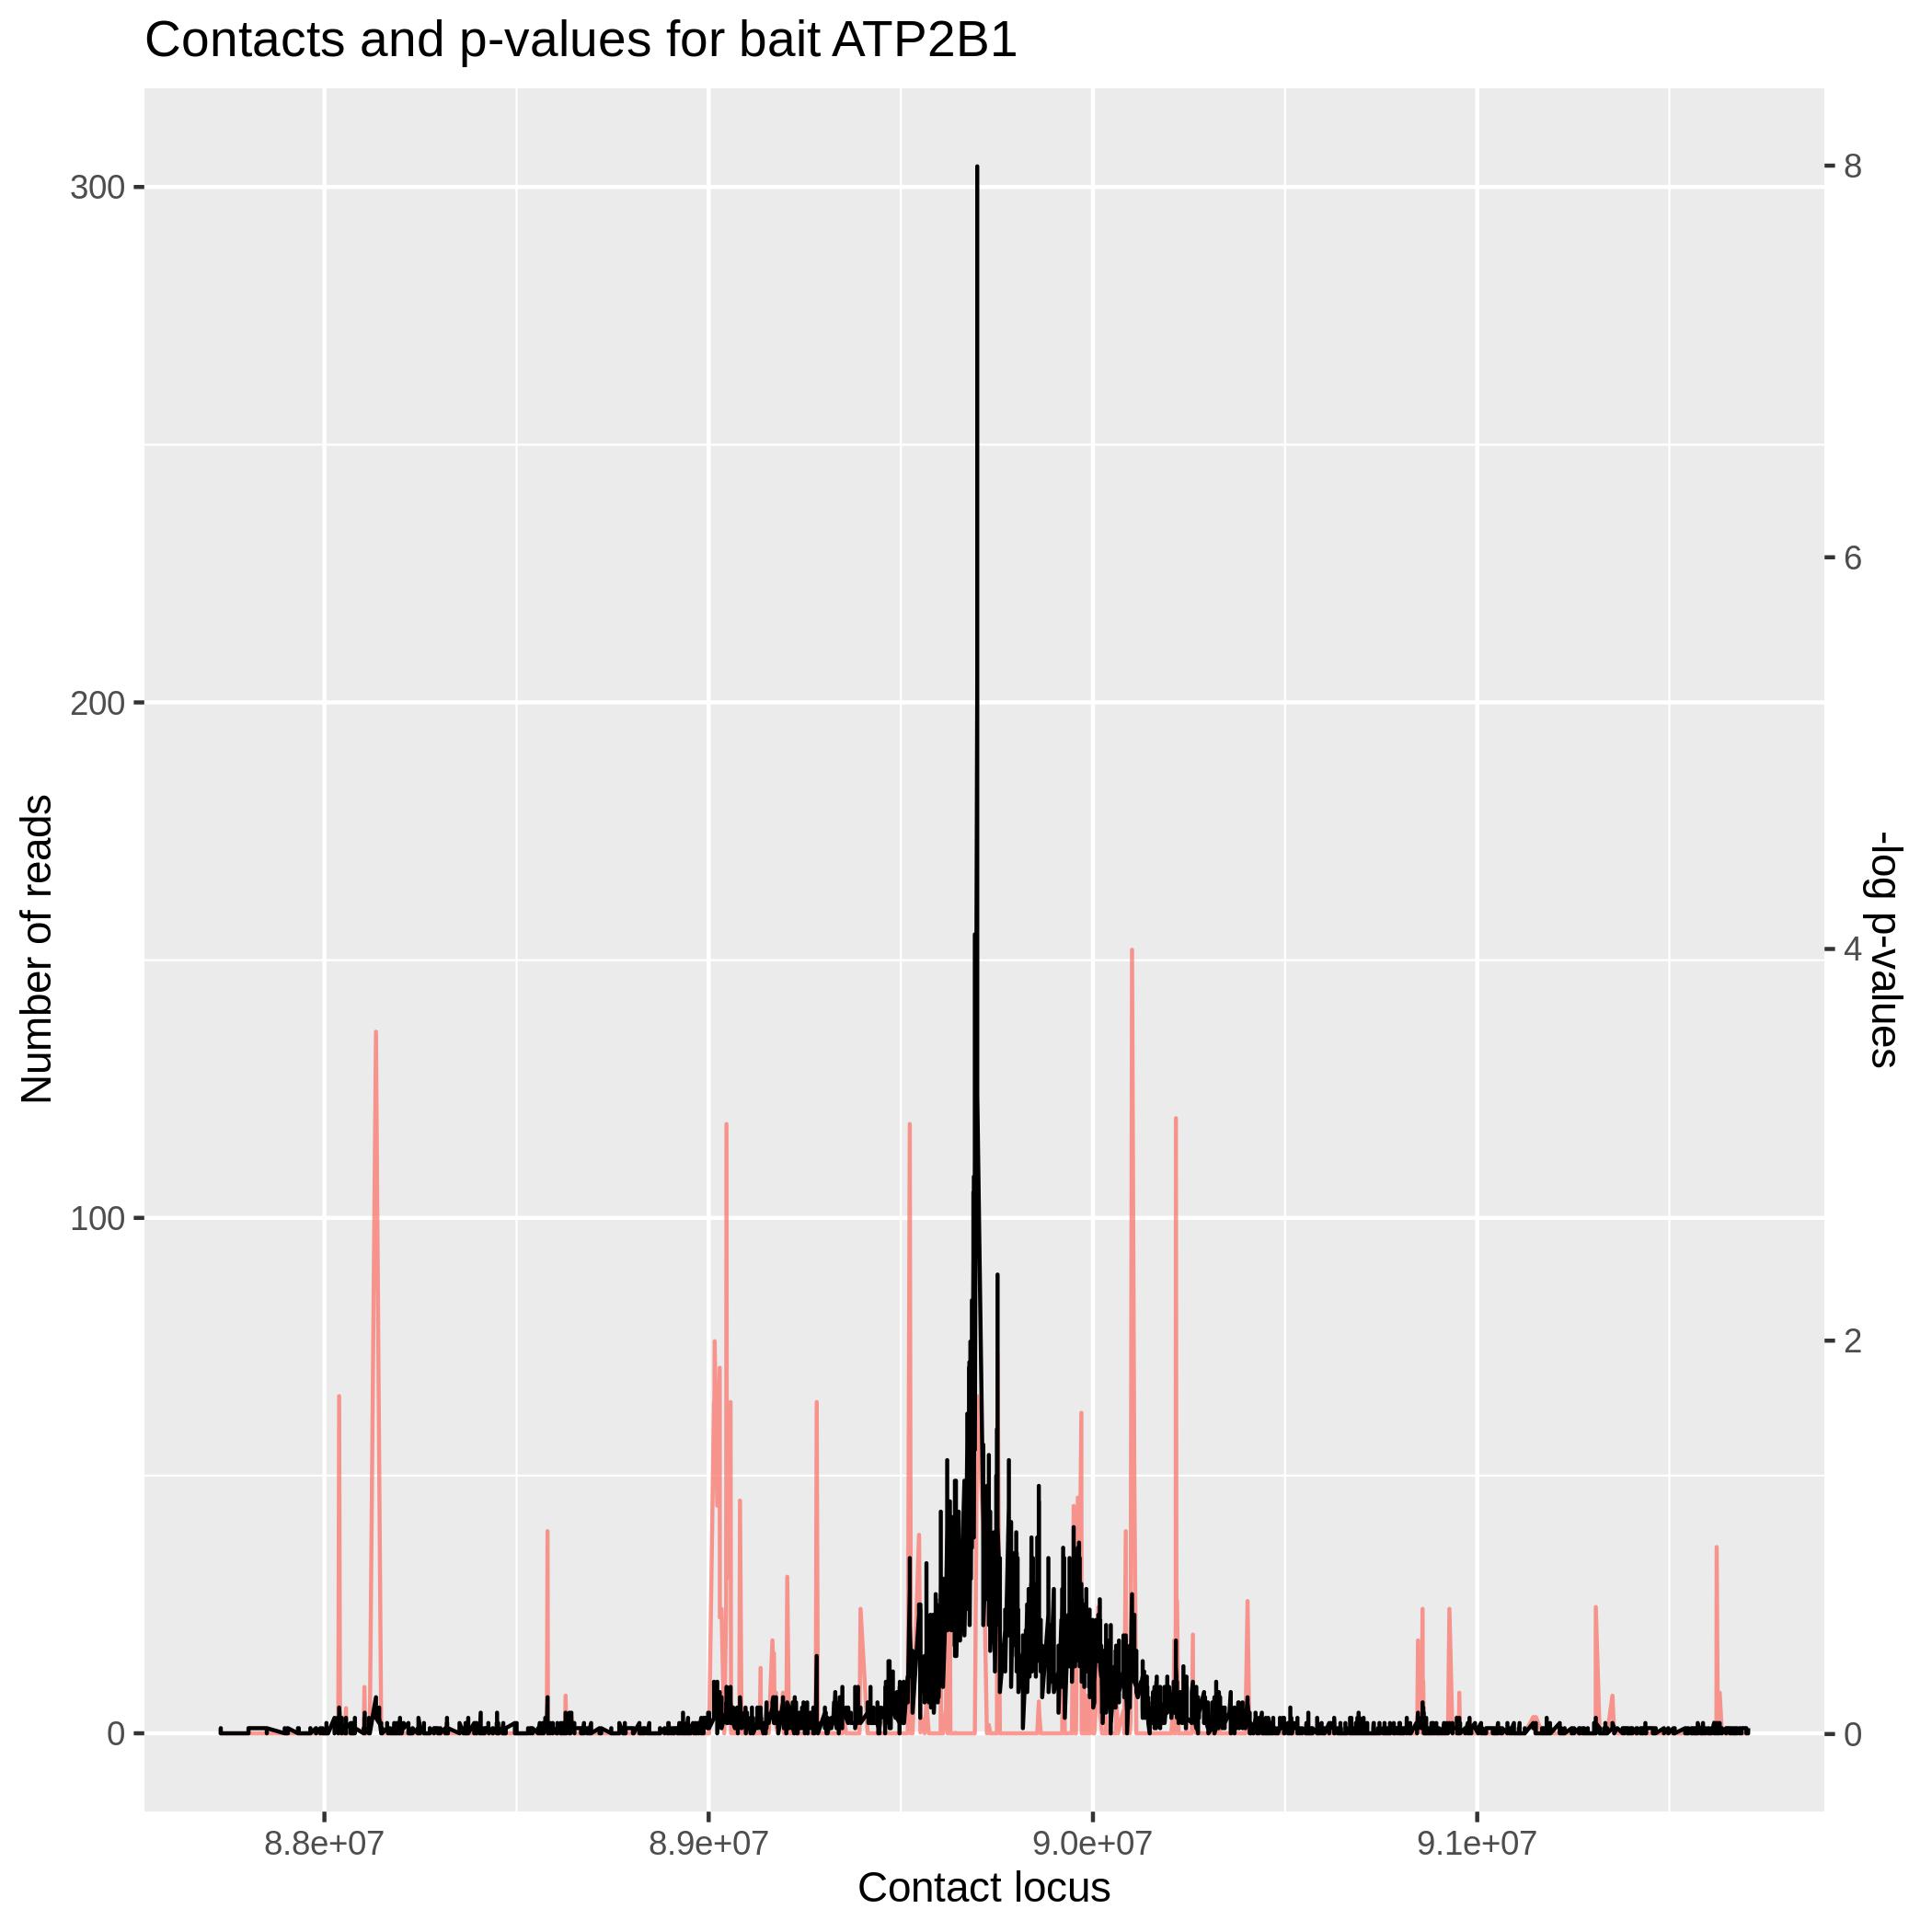 Contacts and p-values for bait ATP2B1
300
200
100
0
8
6
4
2
0
Number of reads
-log p-values
8.8e+07
8.9e+07
9.0e+07
9.1e+07
Contact locus